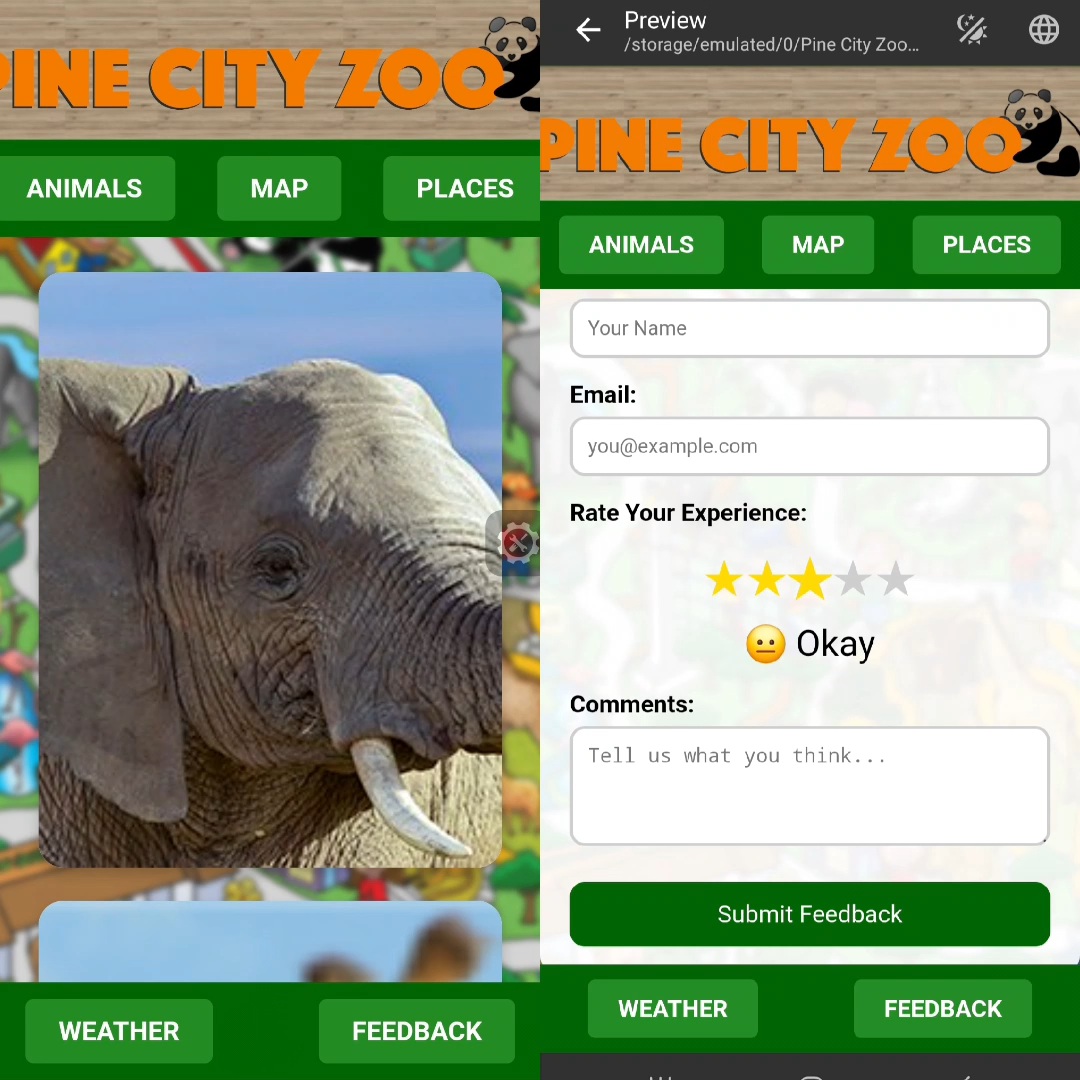 PINE CITY ZOO
ANIMALS
MAP
PLACES
WEATHER
FEEDBACK
Preview
/storage/emulated/0/Pine City Zoo...
PINE CITY ZOO
ANIMALS
MAP
PLACES
Your Name
Email:
you@example.com
Rate Your Experience:
Okay
Comments:
Tell us what you think...
Submit Feedback
WEATHER
FEEDBACK